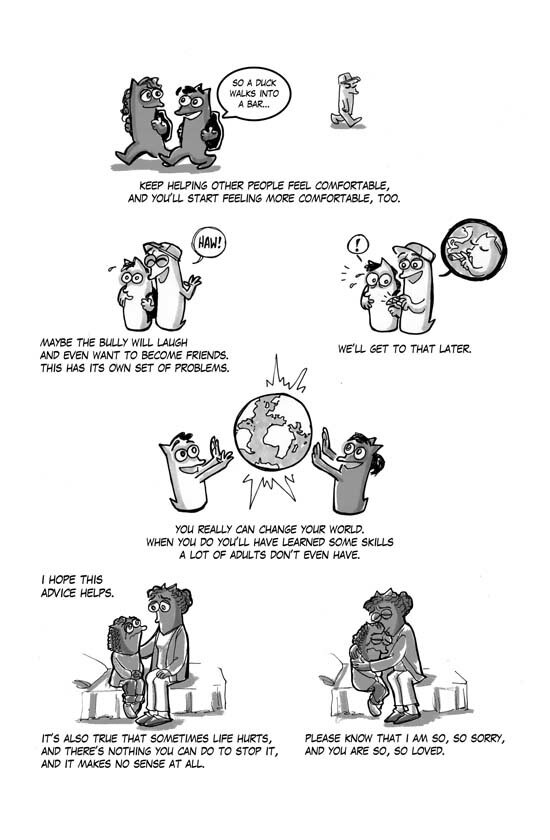 SO A DUCK
WALKS INTO
A BAR...
KEEP HELPING OTHER PEOPLE FEEL COMFORTABLE,
AND YOU'LL START FEELING MORE COMFORTABLE, TOO.
HAW!
!
MAYBE THE BULLY WILL LAUGH
AND EVEN WANT TO BECOME FRIENDS.
THIS HAS ITS OWN SET OF PROBLEMS.
WE'LL GET TO THAT LATER.
YOU REALLY CAN CHANGE YOUR WORLD.
WHEN YOU DO YOU'LL HAVE LEARNED SOME SKILLS
A LOT OF ADULTS DON'T EVEN HAVE.
I HOPE THIS
ADVICE HELPS.
IT'S ALSO TRUE THAT SOMETIMES LIFE HURTS,
AND THERE'S NOTHING YOU CAN DO TO STOP IT,
AND IT MAKES NO SENSE AT ALL.
PLEASE KNOW THAT I AM SO, SO SORRY,
AND YOU ARE SO, SO LOVED.